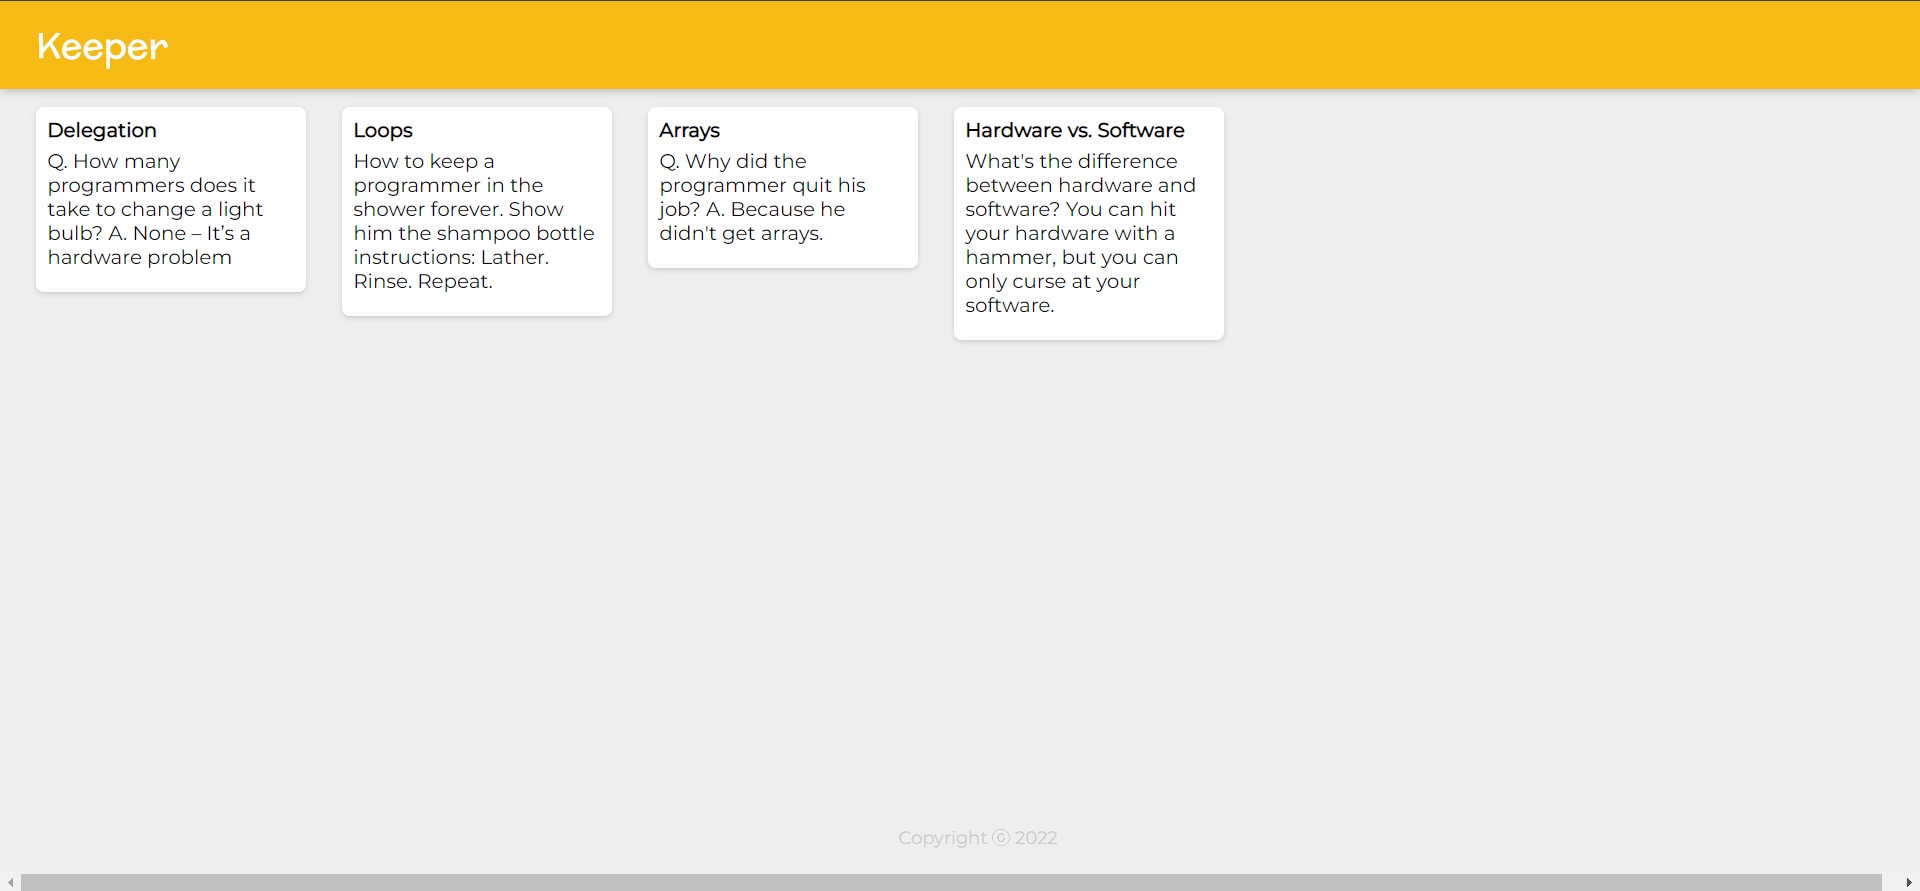 Keeper
Delegation
Q. How many
programmers does it
take to change a light
bulb? A. None – It’s a
hardware problem
Loops
How to keep a
programmer in the
shower forever. Show
him the shampoo bottle
instructions: Lather.
Rinse. Repeat.
Arrays
Q. Why did the
programmer quit his
job? A. Because he
didn't get arrays.
Hardware vs. Software
What's the difference
between hardware and
software? You can hit
your hardware with a
hammer, but you can
only curse at your
software.
Copyright ⓒ 2022